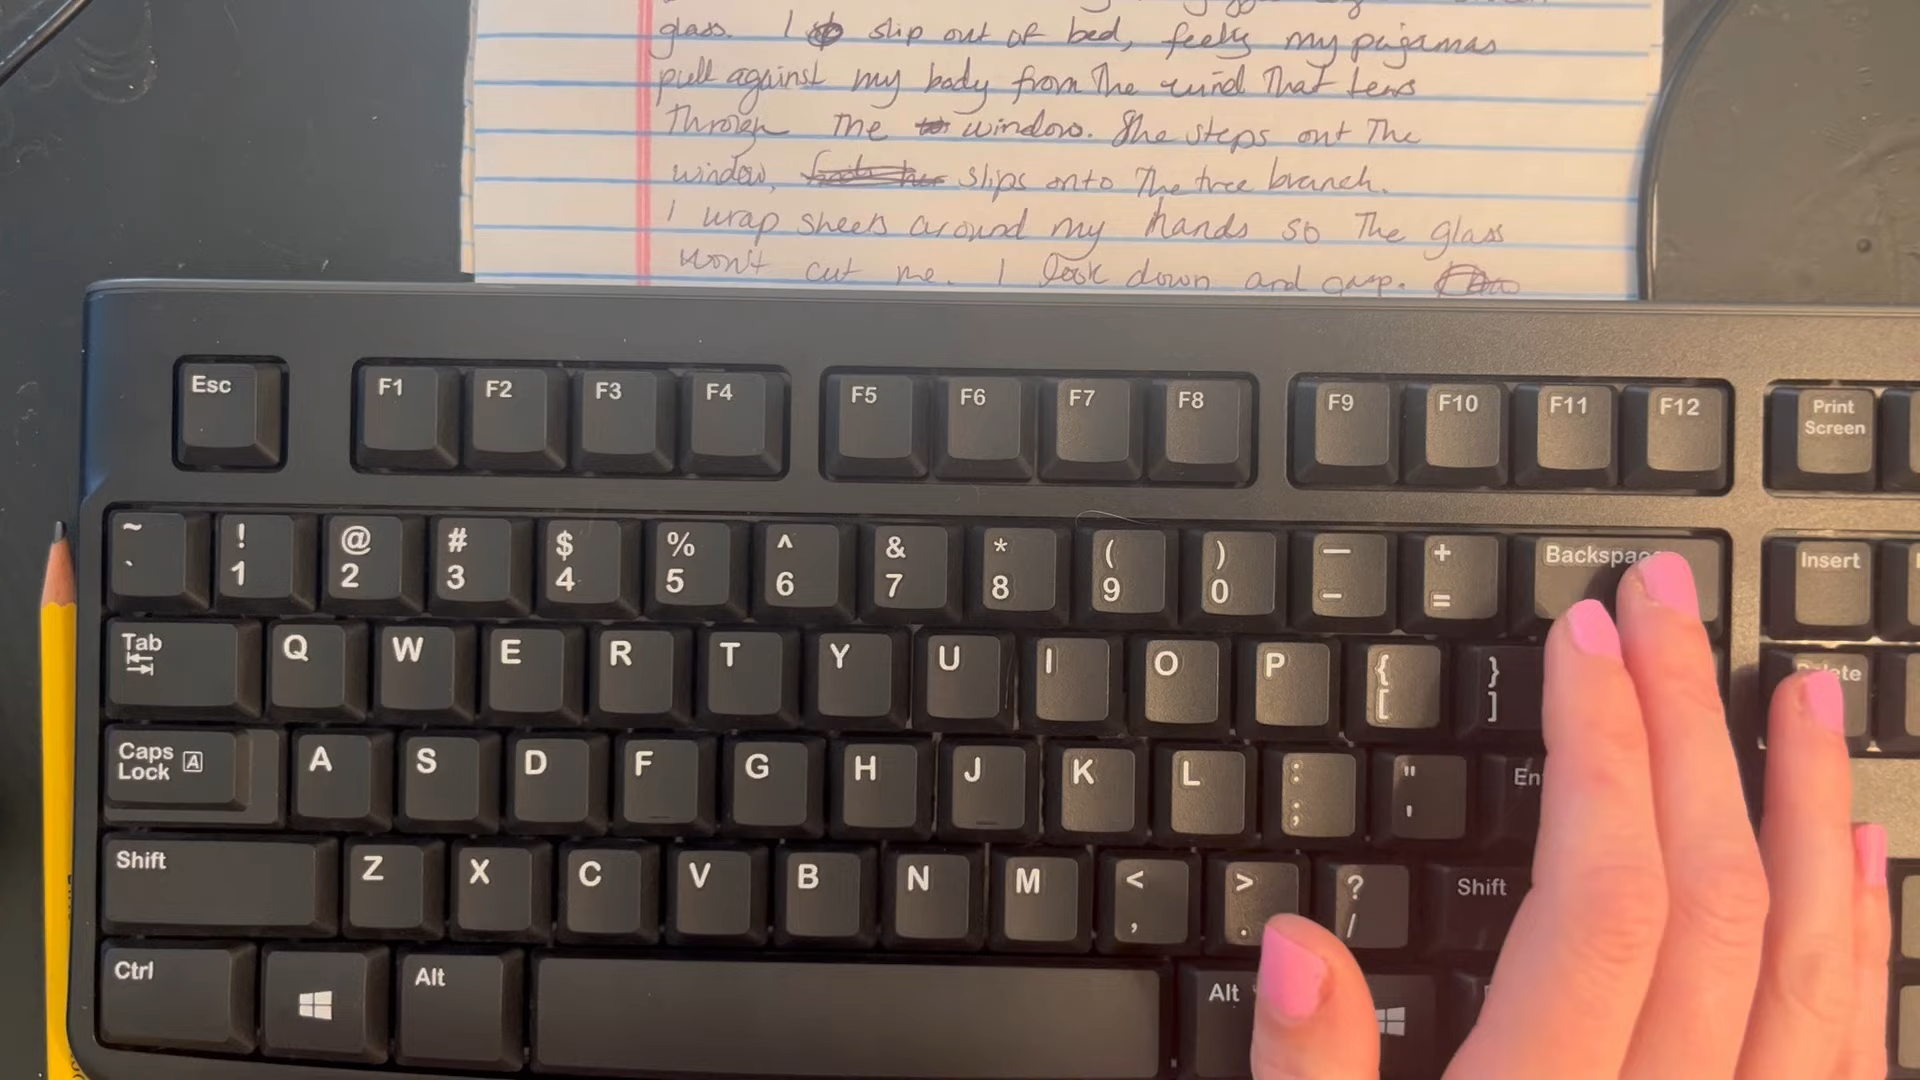 glass. I slip out of bed, feeling my pajamas
pull against my body from the wind that tears
through the window. She steps out the
window, slips onto the tree branch.
I wrap sheets around my hands so the glass
won't cut me. I look down and gasp.
Esc F1 F2 F3 F4 F5 F6 F7 F8 F9 F10 F11 F12 Print Screen
~ ` ! 1 @ 2 # 3 $ 4 % 5 ^ 6 & 7 * 8 ( 9 ) 0 — - + = Backspace Insert
Tab Q W E R T Y U I O P { [ } ] Delete
Caps Lock A A S D F G H J K L : ; " '
Shift Z X C V B N M < , > . ? / Shift
Ctrl Alt Alt